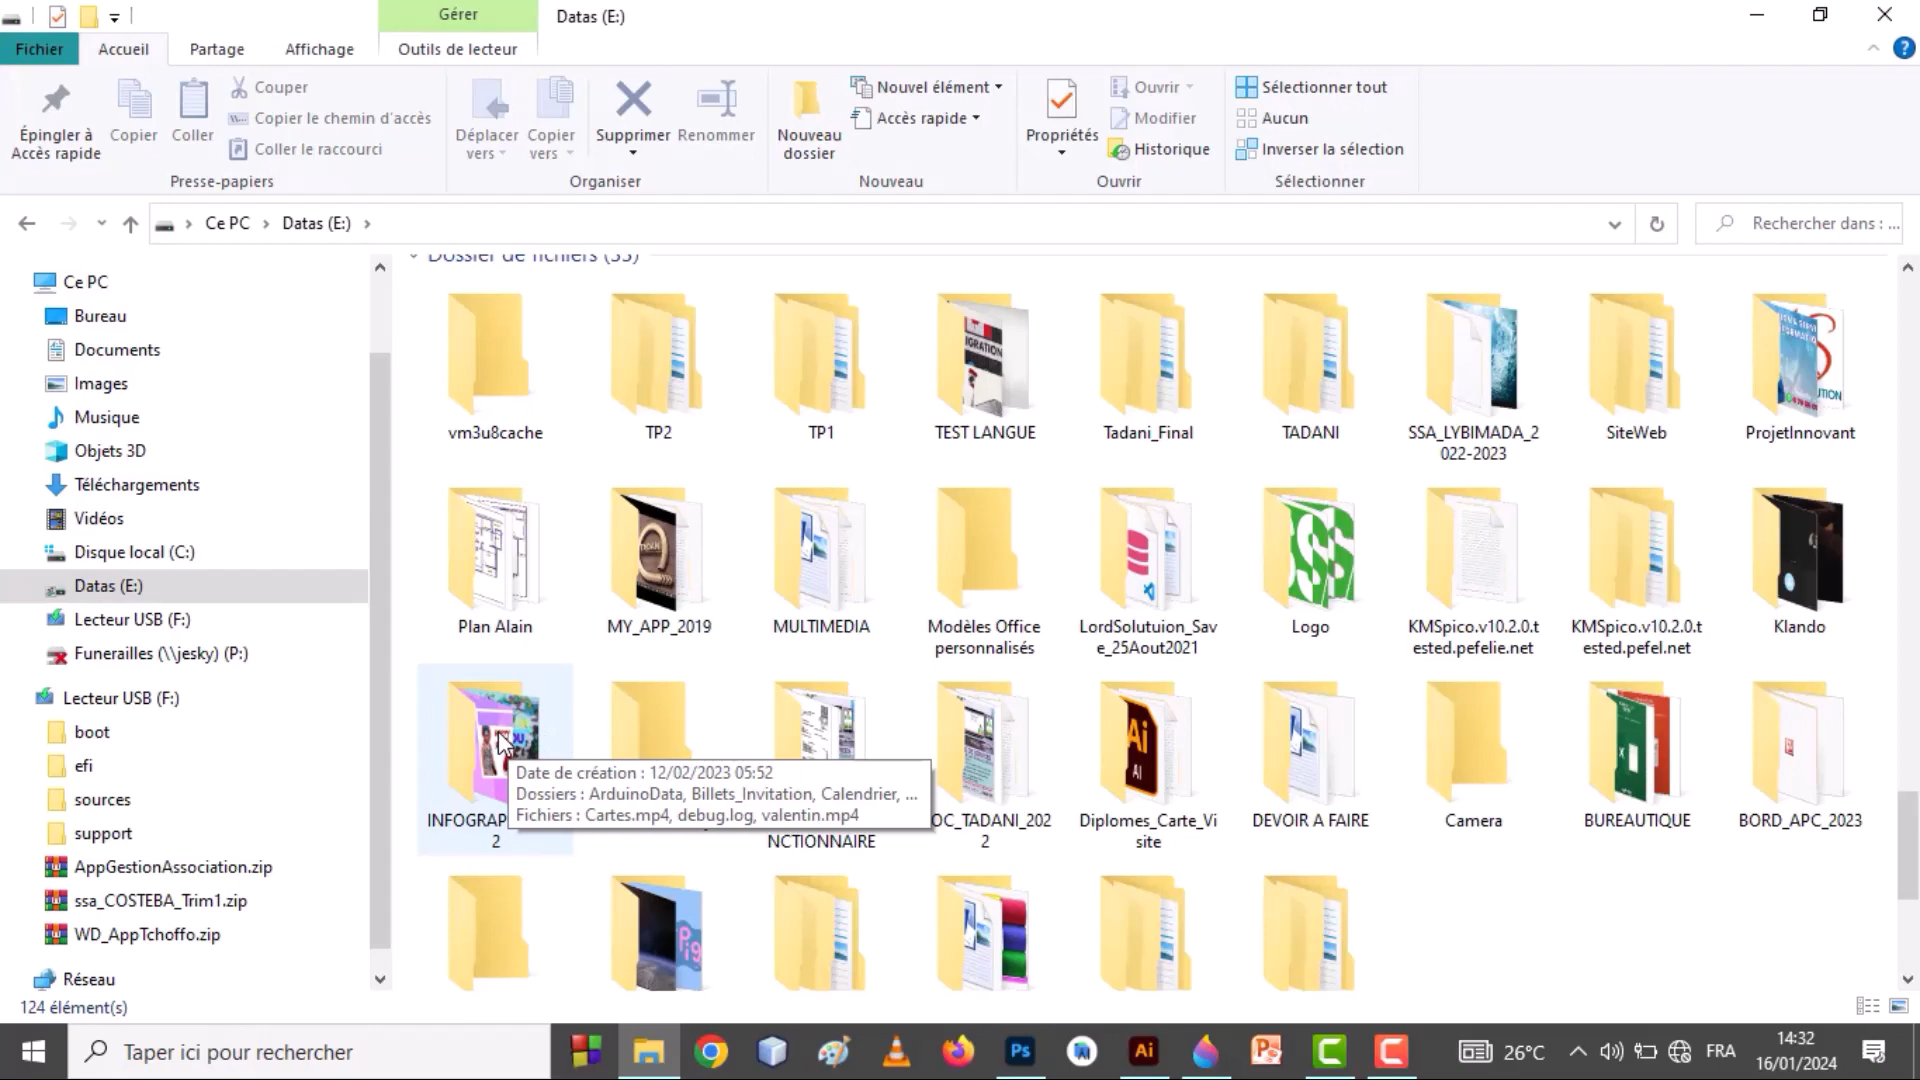 Gérer
Datas (E:)
Fichier
Accueil
Partage
Affichage
Outils de lecteur
Épingler à
Accès rapide
Copier
Coller
Couper
Copier le chemin d'accès
Coller le raccourci
Presse-papiers
Déplacer
vers
Copier
vers
Supprimer
Renommer
Organiser
Nouveau
dossier
Nouvel élément
Accès rapide
Nouveau
Propriétés
Ouvrir
Modifier
Historique
Ouvrir
Sélectionner tout
Aucun
Inverser la sélection
Sélectionner
Ce PC
Datas (E:)
Rechercher dans : ...
Ce PC
Bureau
Documents
Images
Musique
Objets 3D
Téléchargements
Vidéos
Disque local (C:)
Datas (E:)
Lecteur USB (F:)
Funerailles (\\jesky) (P:)
Lecteur USB (F:)
boot
efi
sources
support
AppGestionAssociation.zip
ssa_COSTEBA_Trim1.zip
WD_AppTchoffo.zip
Réseau
Dossier de fichiers (33)
vm3u8cache
TP2
TP1
TEST LANGUE
Tadani_Final
TADANI
SSA_LYBIMADA_2
022-2023
SiteWeb
ProjetInnovant
Plan Alain
MY_APP_2019
MULTIMEDIA
Modèles Office
personnalisés
LordSolutuion_Sav
e_25Aout2021
Logo
KMSpico.v10.2.0.t
ested.pefelie.net
KMSpico.v10.2.0.t
ested.pefel.net
Klando
INFOGRAP
2
NCTIONNAIRE
OC_TADANI_202
2
Diplomes_Carte_Vi
site
DEVOIR A FAIRE
Camera
BUREAUTIQUE
BORD_APC_2023
Date de création : 12/02/2023 05:52
Dossiers : ArduinoData, Billets_Invitation, Calendrier, ...
Fichiers : Cartes.mp4, debug.log, valentin.mp4
124 élément(s)
Taper ici pour rechercher
26°C
FRA
14:32
16/01/2024